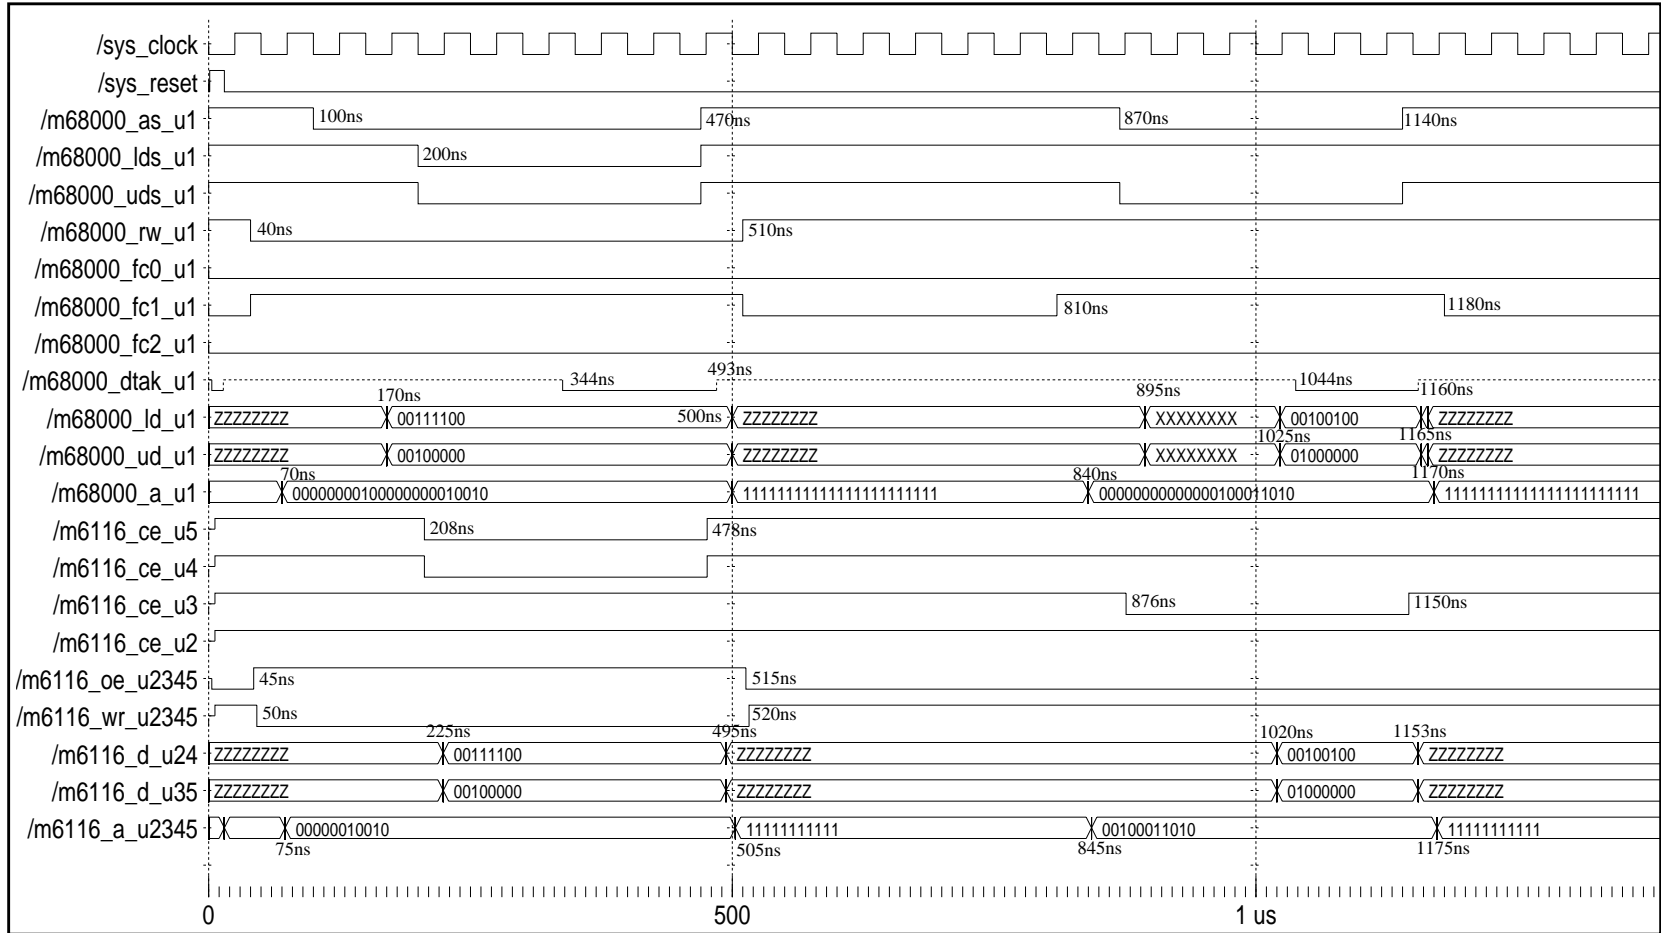 /sys_clock
/sys_reset
/m68000_as_u1 100ns 470ns 870ns 1140ns
/m68000_lds_u1 200ns
/m68000_uds_u1
/m68000_rw_u1 40ns 510ns
/m68000_fc0_u1
/m68000_fc1_u1 810ns 1180ns
/m68000_fc2_u1
493ns
/m68000_dtak_u1 344ns 1044ns
170ns 895ns 1160ns
/m68000_ld_u1 ZZZZZZZZ 00111100 500ns ZZZZZZZZ XXXXXXXX 00100100 ZZZZZZZZ
1025ns 1165ns
/m68000_ud_u1 ZZZZZZZZ 00100000 ZZZZZZZZ XXXXXXXX 01000000 ZZZZZZZZ
70ns 840ns 1170ns
/m68000_a_u1 00000000100000000010010 11111111111111111111111 00000000000000100011010 11111111111111111111111
/m6116_ce_u5 208ns 478ns
/m6116_ce_u4
/m6116_ce_u3 876ns 1150ns
/m6116_ce_u2
/m6116_oe_u2345 45ns 515ns
/m6116_wr_u2345 50ns 520ns
225ns 495ns 1020ns 1153ns
/m6116_d_u24 ZZZZZZZZ 00111100 ZZZZZZZZ 00100100 ZZZZZZZZ
/m6116_d_u35 ZZZZZZZZ 00100000 ZZZZZZZZ 01000000 ZZZZZZZZ
/m6116_a_u2345 00000010010 11111111111 00100011010 11111111111
75ns 505ns 845ns 1175ns
0 500 1 us